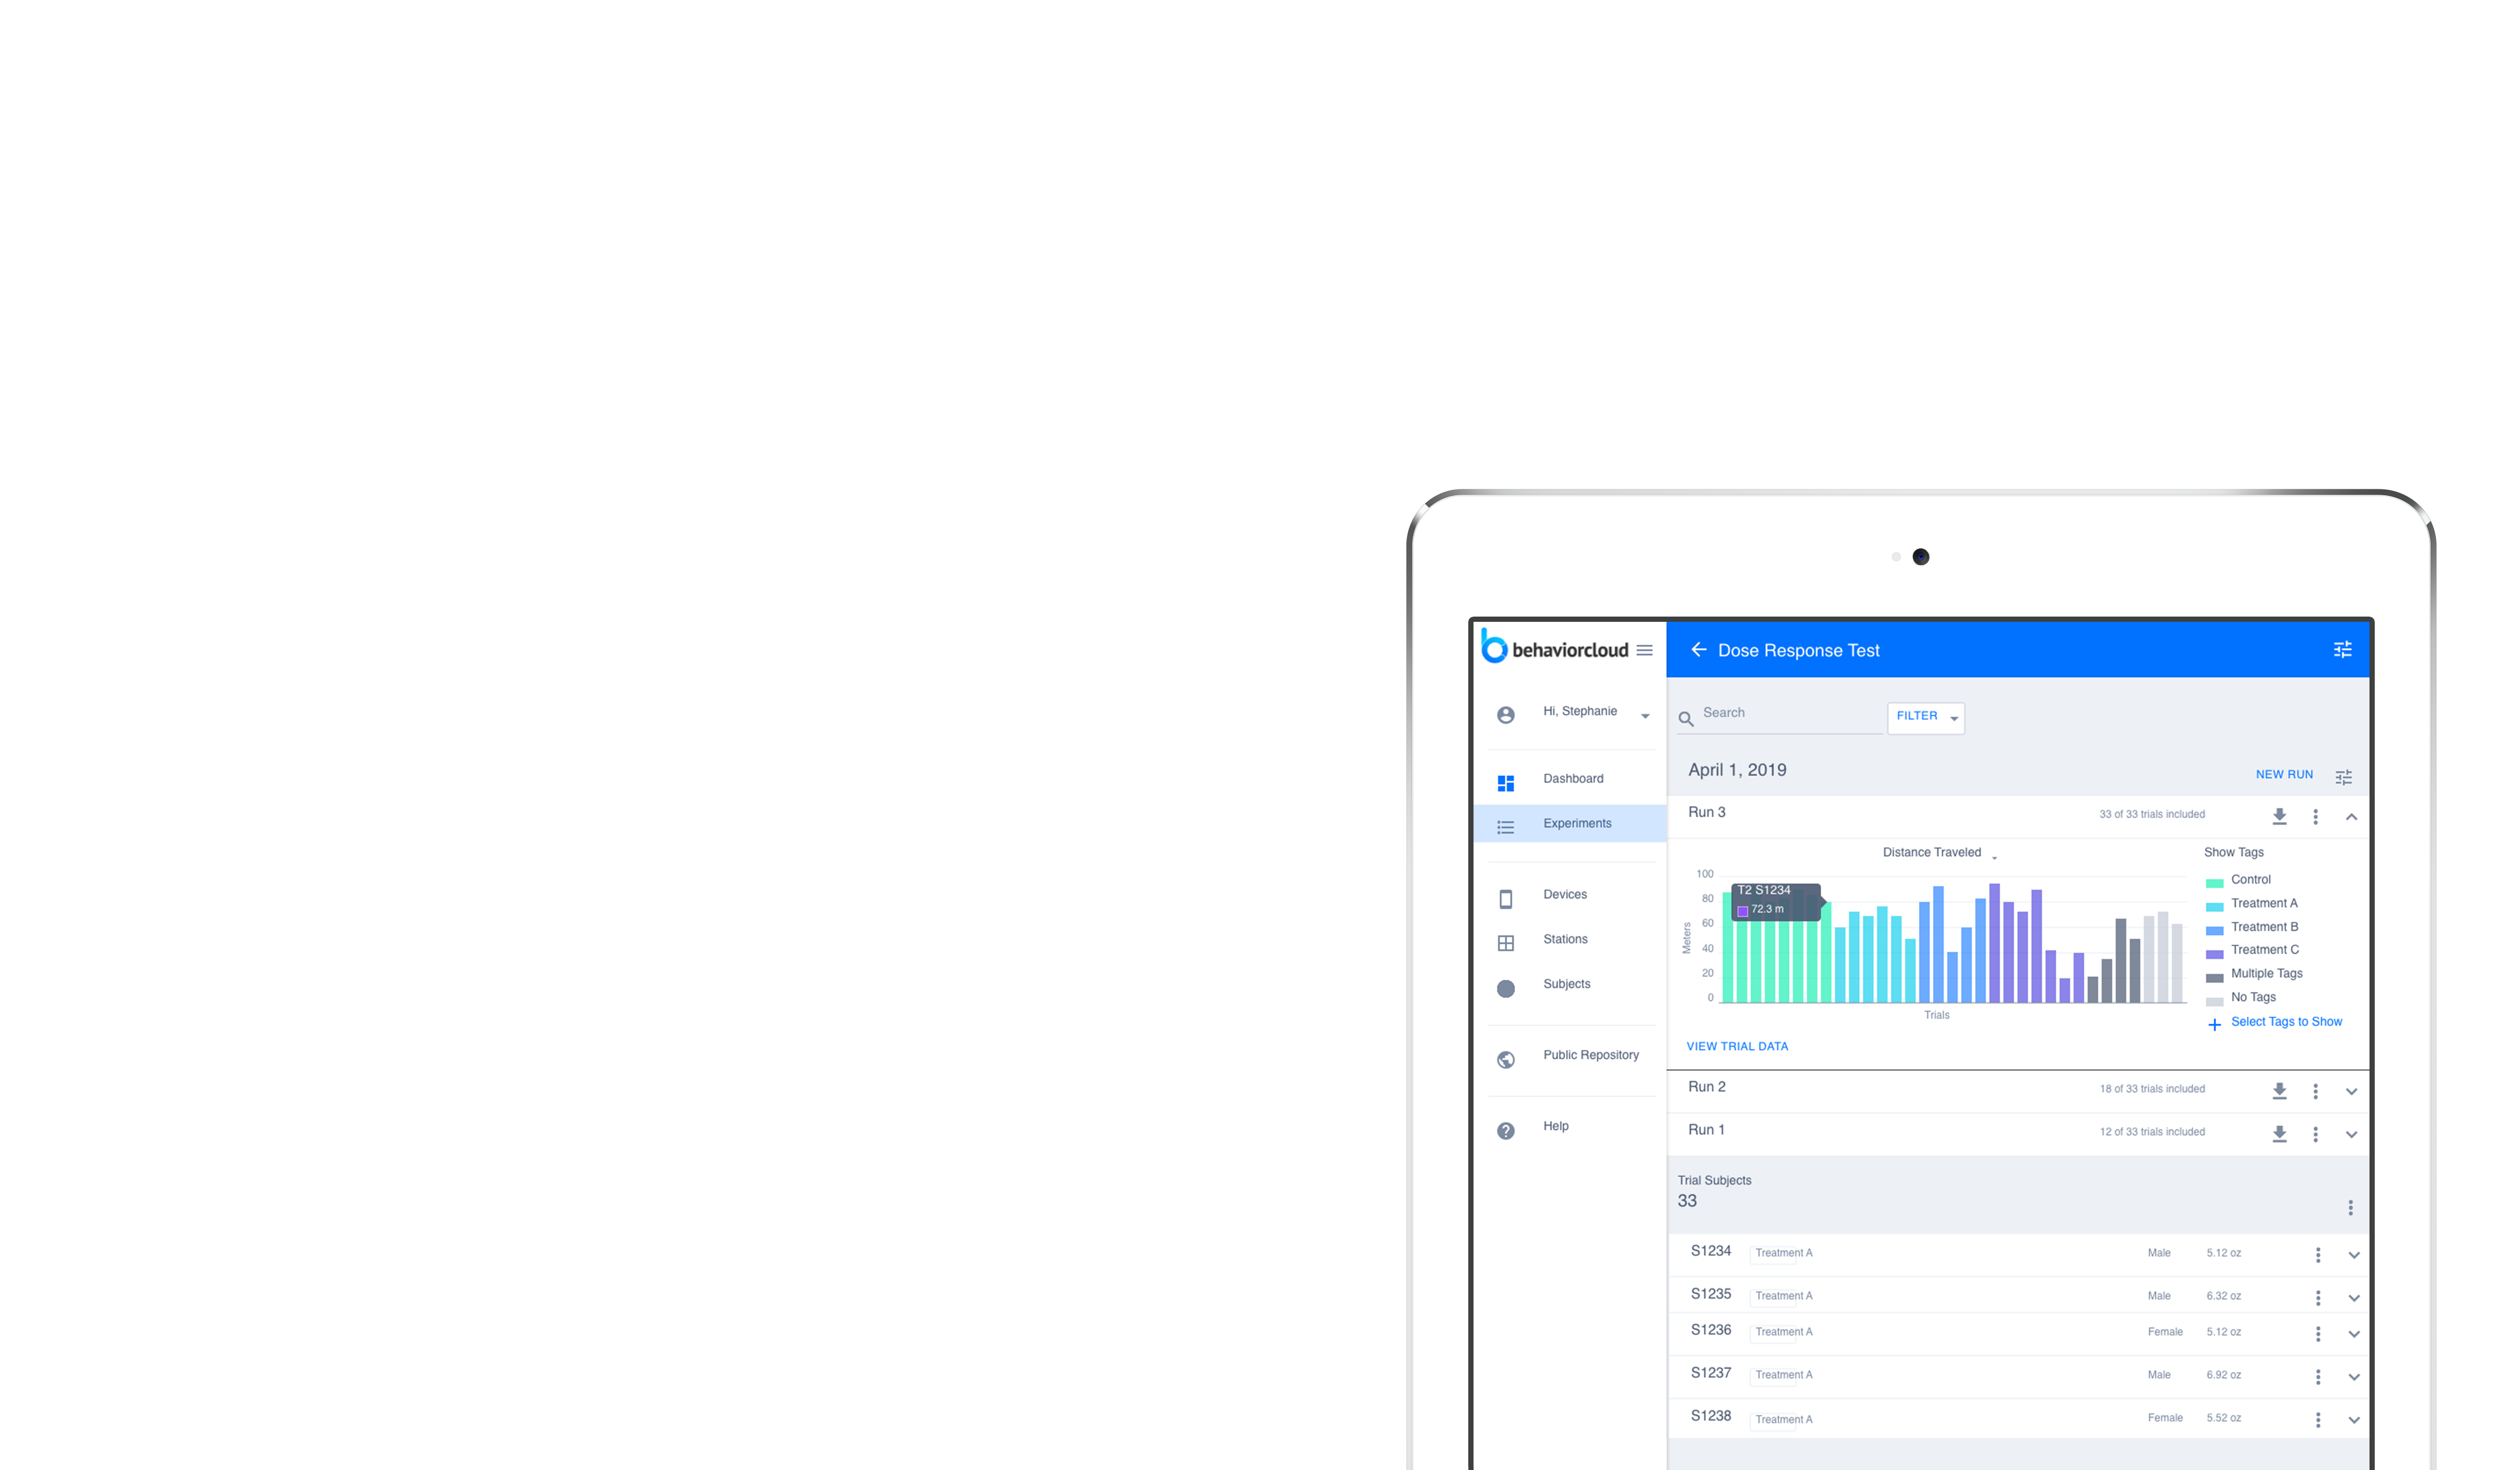 behaviorcloud
Hi, Stephanie
Dashboard
Experiments
Devices
Stations
Subjects
Public Repository
Help
Dose Response Test
Search
FILTER
April 1, 2019
NEW RUN
Run 3
33 of 33 trials included
Distance Traveled
Show Tags
100
80
60
40
20
0
Meters
T2 S1234
72.3 m
Trials
Control
Treatment A
Treatment B
Treatment C
Multiple Tags
No Tags
Select Tags to Show
VIEW TRIAL DATA
Run 2
18 of 33 trials included
Run 1
12 of 33 trials included
Trial Subjects
33
S1234 Treatment A Male 5.12 oz
S1235 Treatment A Male 6.32 oz
S1236 Treatment A Female 5.12 oz
S1237 Treatment A Male 6.92 oz
S1238 Treatment A Female 5.52 oz